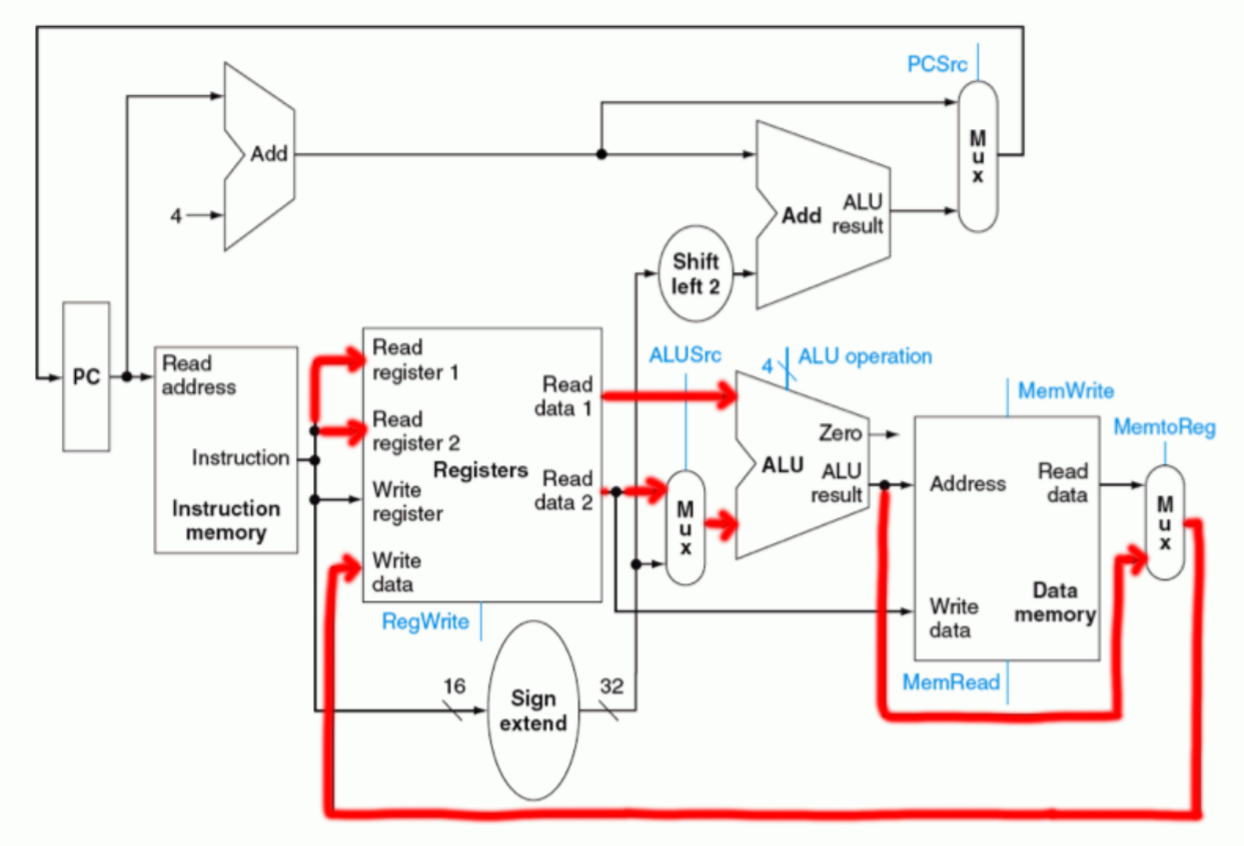 PCSrc
M
u
x
Add
4
Add
ALU
result
Shift
left 2
PC
Read
address
Instruction
Instruction
memory
Read
register 1
Read
register 2
Registers
Write
register
Write
data
Read
data 1
Read
data 2
RegWrite
16
Sign
extend
32
ALUSrc
M
u
x
4
ALU operation
Zero
ALU
ALU
result
MemWrite
Address
Read
data
Write
data
Data
memory
MemRead
MemtoReg
M
u
x